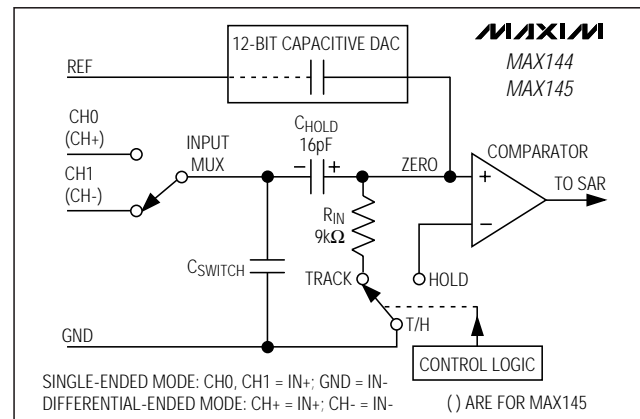 12-BIT CAPACITIVE DAC
MAXIM
MAX144
MAX145
REF
CH0
(CH+)
CH1
(CH-)
INPUT
MUX
CHOLD
16pF
− +
ZERO
COMPARATOR
+
−
TO SAR
RIN
9kΩ
CSWITCH
TRACK
HOLD
GND
T/H
CONTROL LOGIC
SINGLE-ENDED MODE: CH0, CH1 = IN+; GND = IN-
DIFFERENTIAL-ENDED MODE: CH+ = IN+; CH- = IN-
( ) ARE FOR MAX145